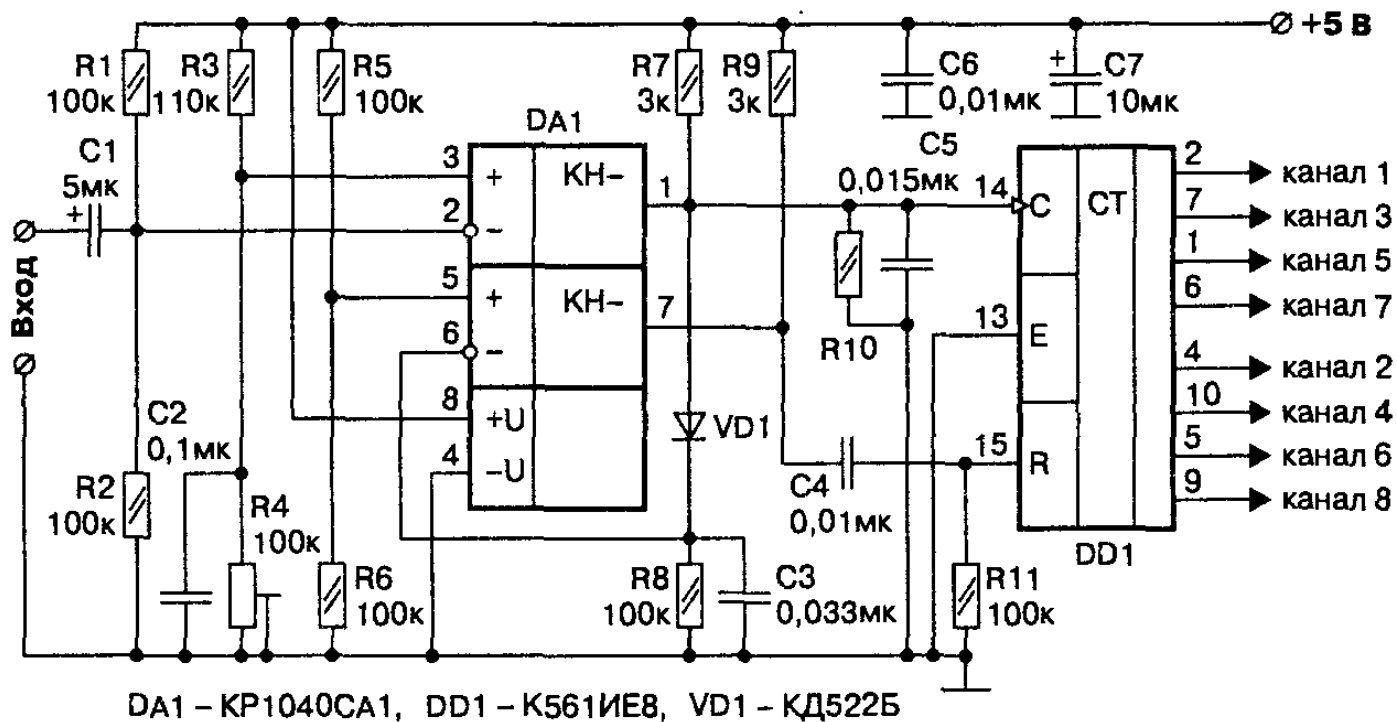 +5 В
R1
100к
R3
110к
R5
100к
R7
3к
R9
3к
C6
0,01мк
+
C7
10мк
C1
5мк
+
Вход
DA1
3
+
КН–
1
2
–
5
+
КН–
7
6
–
8
+U
4
–U
C5
0,015мк
R10
14
C
CT
13
E
15
R
DD1
2
канал 1
7
канал 3
1
канал 5
6
канал 7
4
канал 2
10
канал 4
5
канал 6
9
канал 8
C2
0,1мк
R2
100к
R4
100к
R6
100к
VD1
R8
100к
C3
0,033мк
C4
0,01мк
R11
100к
DA1 – КР1040СА1, DD1 – К561ИЕ8, VD1 – КД522Б